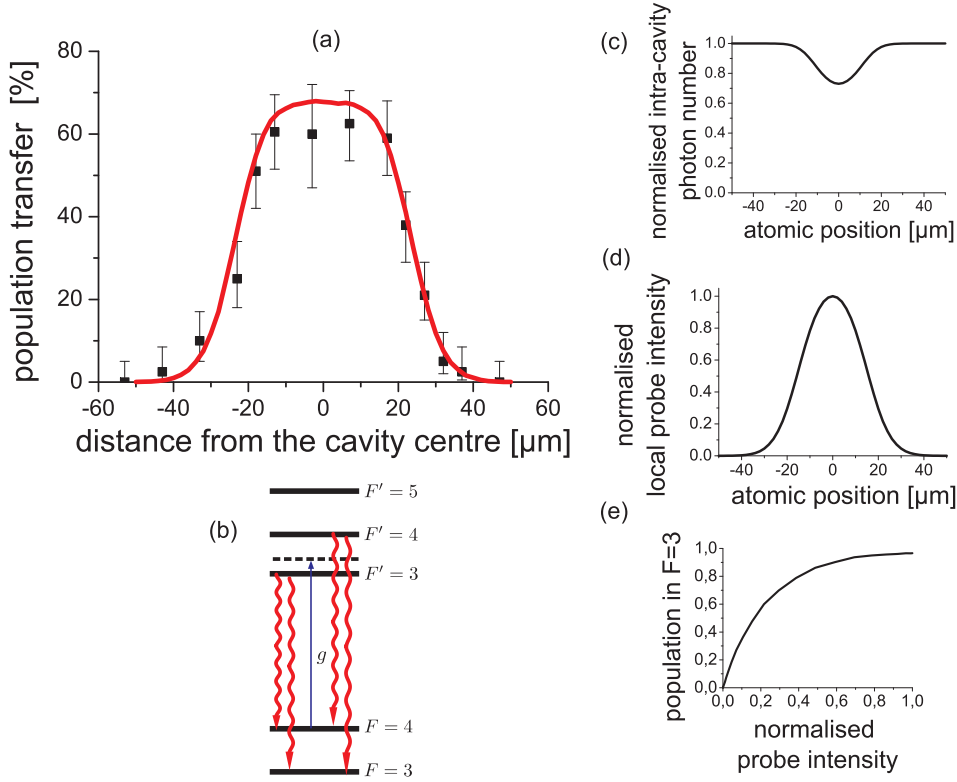 (a)
population transfer [%]
80
60
40
20
0
-60 -40 -20 0 20 40 60
distance from the cavity centre [µm]
(b)
F′ = 5
F′ = 4
F′ = 3
g
F = 4
F = 3
(c)
normalised intra-cavity
photon number
1.0
0.8
0.6
0.4
0.2
0.0
-40 -20 0 20 40
atomic position [µm]
(d)
normalised
local probe intensity
1.0
0.8
0.6
0.4
0.2
0.0
-40 -20 0 20 40
atomic position [µm]
(e)
population in F=3
1,0
0,8
0,6
0,4
0,2
0,0
0,0 0,2 0,4 0,6 0,8 1,0
normalised
probe intensity